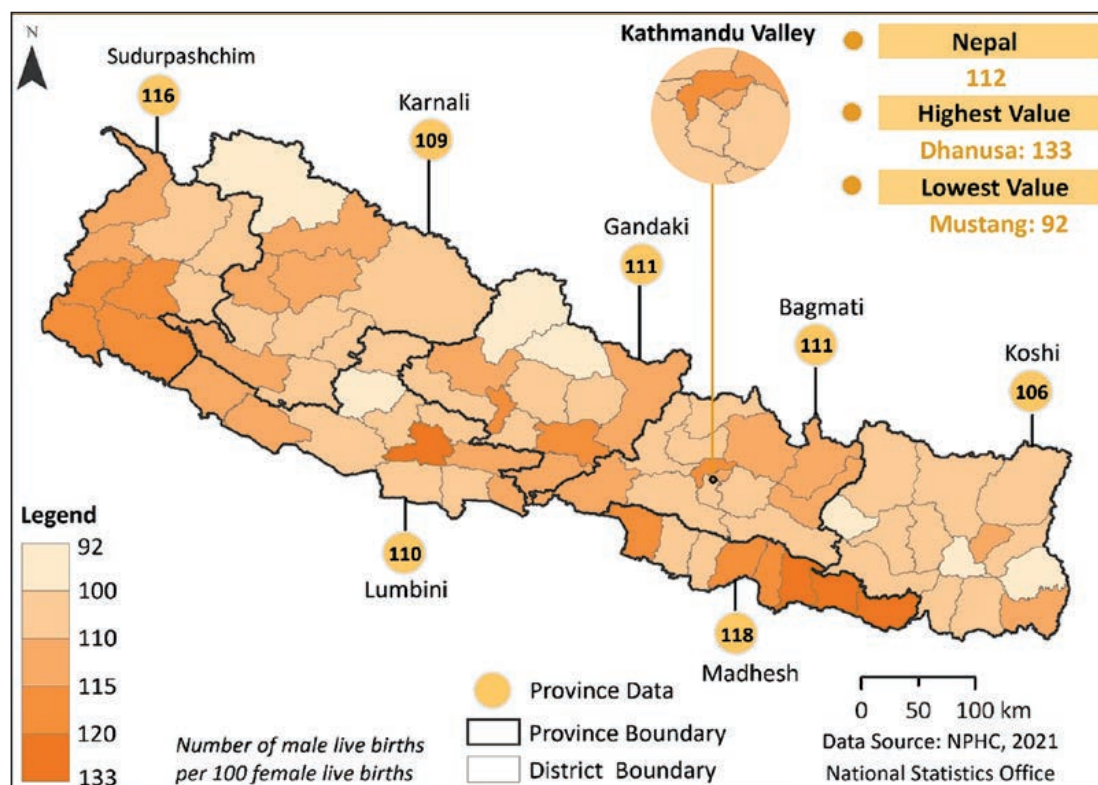 N
Sudurpashchim
116
Karnali
109
Gandaki
111
Kathmandu Valley
Bagmati
111
Koshi
106
Nepal
112
Highest Value
Dhanusa: 133
Lowest Value
Mustang: 92
Legend
92
100
110
115
120
133
110
Lumbini
118
Madhesh
Number of male live births
per 100 female live births
Province Data
Province Boundary
District Boundary
0 50 100 km
Data Source: NPHC, 2021
National Statistics Office